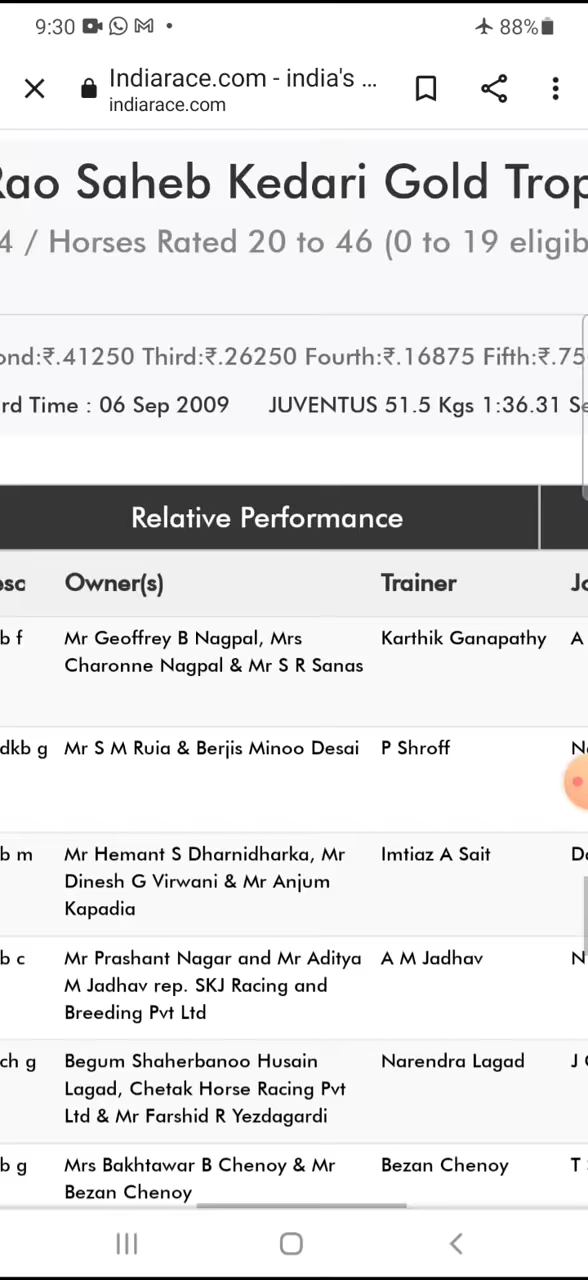 9:30
88%
Indiarace.com - india's ...
indiarace.com
Rao Saheb Kedari Gold Trop
4 / Horses Rated 20 to 46 (0 to 19 eligib
ond:₹.41250 Third:₹.26250 Fourth:₹.16875 Fifth:₹.75
rd Time : 06 Sep 2009 JUVENTUS 51.5 Kgs 1:36.31 Se
Relative Performance
esc Owner(s) Trainer Jo
b f Mr Geoffrey B Nagpal, Mrs Karthik Ganapathy A
Charonne Nagpal & Mr S R Sanas
dkb g Mr S M Ruia & Berjis Minoo Desai P Shroff Ne
b m Mr Hemant S Dharnidharka, Mr Imtiaz A Sait Da
Dinesh G Virwani & Mr Anjum
Kapadia
b c Mr Prashant Nagar and Mr Aditya A M Jadhav N
M Jadhav rep. SKJ Racing and
Breeding Pvt Ltd
ch g Begum Shaherbanoo Husain Narendra Lagad J
Lagad, Chetak Horse Racing Pvt
Ltd & Mr Farshid R Yezdagardi
b g Mrs Bakhtawar B Chenoy & Mr Bezan Chenoy T
Bezan Chenoy